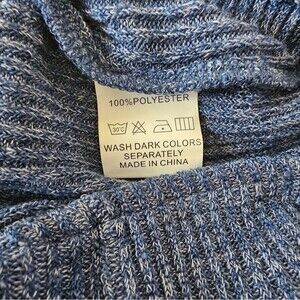 100%POLYESTER
30°C
WASH DARK COLORS
SEPARATELY
MADE IN CHINA